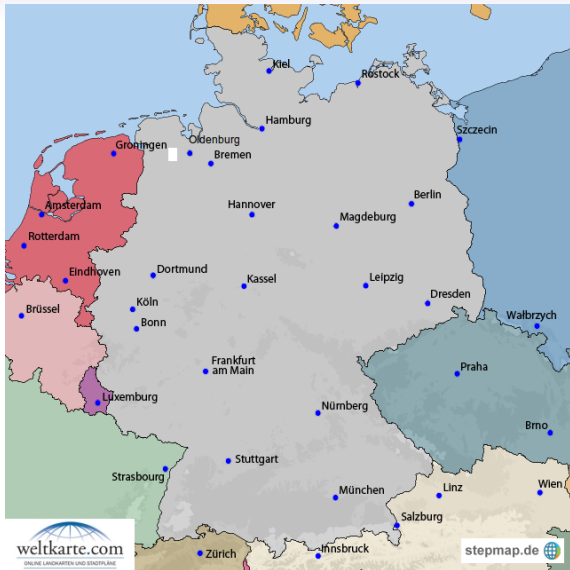 Kiel
Rostock
Hamburg
Szczecin
Groningen
Oldenburg
Bremen
Berlin
Amsterdam
Hannover
Magdeburg
Rotterdam
Eindhoven
Dortmund
Kassel
Leipzig
Dresden
Brüssel
Köln
Bonn
Wałbrzych
Frankfurt
am Main
Praha
Luxemburg
Nürnberg
Brno
Stuttgart
Strasbourg
München
Linz
Wien
Salzburg
Zürich
Innsbruck
weltkarte.com
ONLINE LANDKARTEN UND STADTPLÄNE
stepmap.de